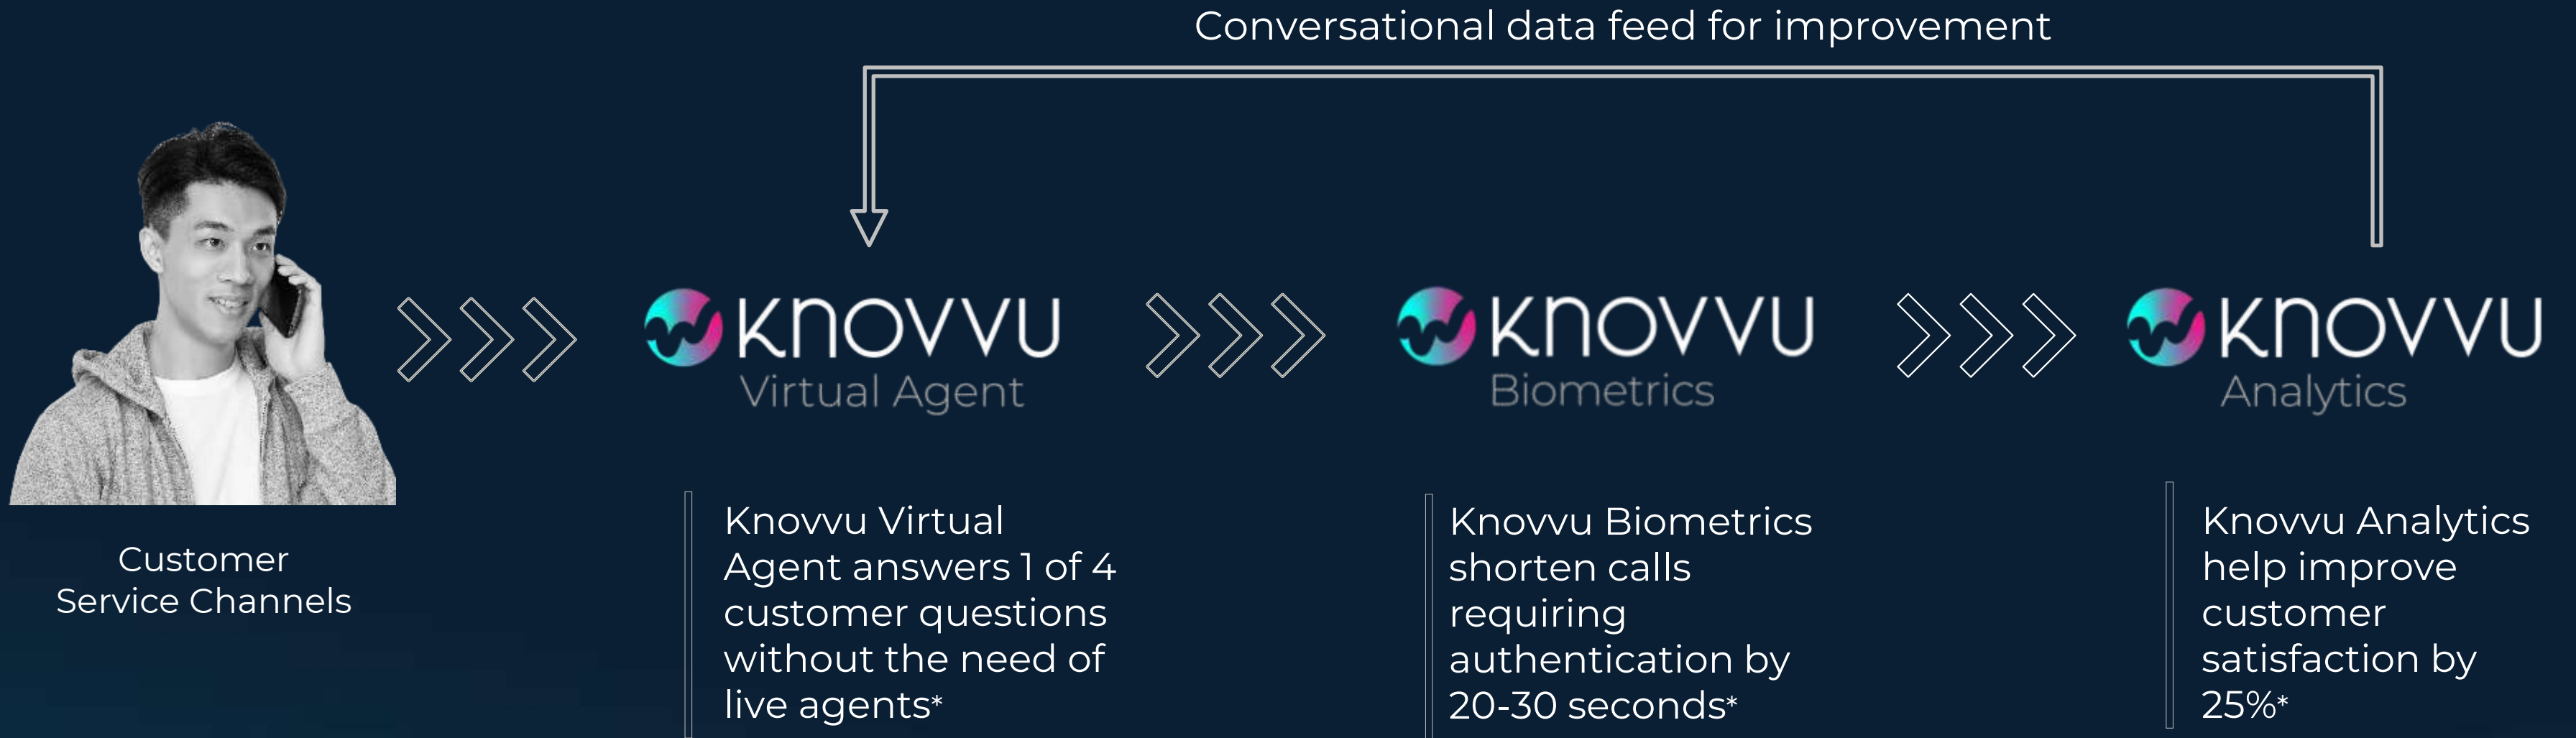 Conversational data feed for improvement
Customer
Service Channels
KNOVVU
Virtual Agent
Knovvu Virtual
Agent answers 1 of 4
customer questions
without the need of
live agents*
KNOVVU
Biometrics
Knovvu Biometrics
shorten calls
requiring
authentication by
20-30 seconds*
KNOVVU
Analytics
Knovvu Analytics
help improve
customer
satisfaction by
25%*